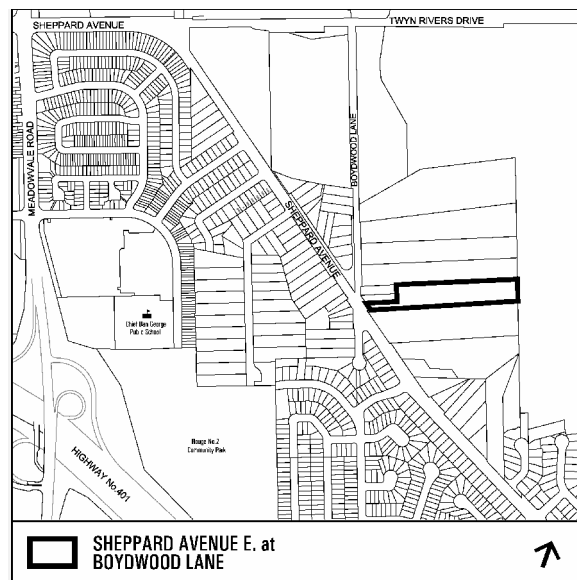 SHEPPARD AVENUE
TWYN RIVERS DRIVE
MEADOWVALE ROAD
BOYDWOOD LANE
SHEPPARD AVENUE
Chief Dan George
Public School
Rouge No.2
Community Park
HIGHWAY No.401
SHEPPARD AVENUE E. at
BOYDWOOD LANE